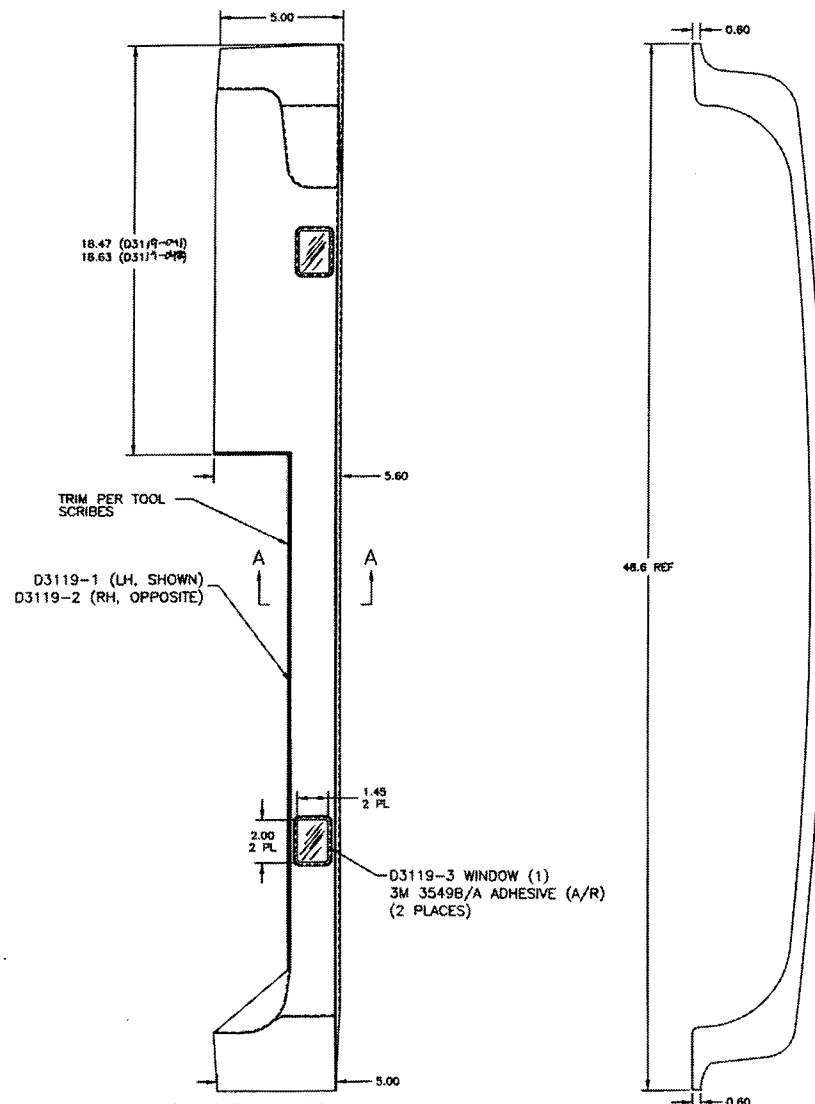 5.00
0.60
18.47 (D3119-041)
18.63 (D3119-042)
5.60
TRIM PER TOOL
SCRIBES
A A
D3119-1 (LH, SHOWN)
D3119-2 (RH, OPPOSITE)
48.6 REF
1.45
2 PL
2.00
2 PL
D3119-3 WINDOW (1)
3M 3549B/A ADHESIVE (A/R)
(2 PLACES)
5.00
0.60